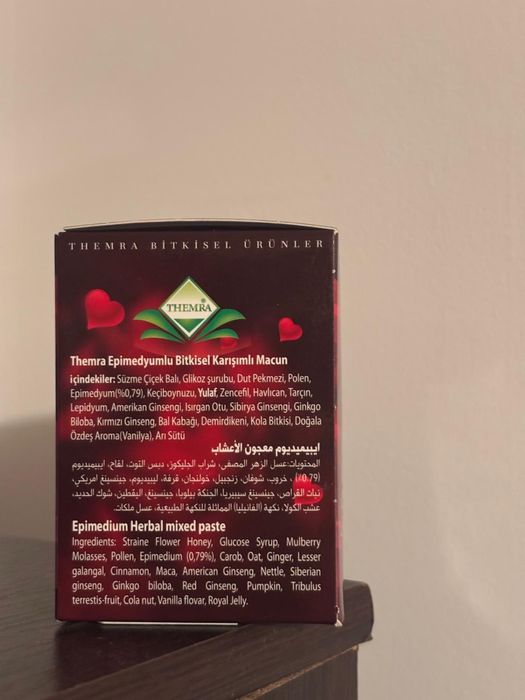 THEMRA BİTKİSEL ÜRÜNLER
THEMRA®
Themra Epimedyumlu Bitkisel Karışımlı Macun
içindekiler: Süzme Çiçek Balı, Glikoz şurubu, Dut Pekmezi, Polen,
Epimedyum(%0,79), Keçiboynuzu, Yulaf, Zencefil, Havlıcan, Tarçın,
Lepidyum, Amerikan Ginsengi, Isırgan Otu, Sibirya Ginsengi, Ginkgo
Biloba, Kırmızı Ginseng, Bal Kabağı, Demirdikeni, Kola Bitkisi, Doğala
Özdeş Aroma(Vanilya), Arı Sütü
ايبيميديوم معجون الأعشاب
المحتويات:عسل الزهر المصفى، شراب الجليكوز، دبس التوت، لقاح، ايبيميديوم
(٠.79٪) ، خروب، شوفان، زنجبيل، خولنجان، قرفة، ليبيديوم، جينسينغ امريكي،
نبات القراص، جينسينغ سيبيريا، الجنكة بيلوبا، جينسينغ، اليقطين، شوك الحديد،
عشب الكولا، نكهة (الفانيليا) المماثلة للنكهة الطبيعية، عسل ملكات.
Epimedium Herbal mixed paste
Ingredients: Straine Flower Honey, Glucose Syrup, Mulberry
Molasses, Pollen, Epimedium (0,79%), Carob, Oat, Ginger, Lesser
galangal, Cinnamon, Maca, American Ginseng, Nettle, Siberian
ginseng, Ginkgo biloba, Red Ginseng, Pumpkin, Tribulus
terrestis-fruit, Cola nut, Vanilla flovar, Royal Jelly.